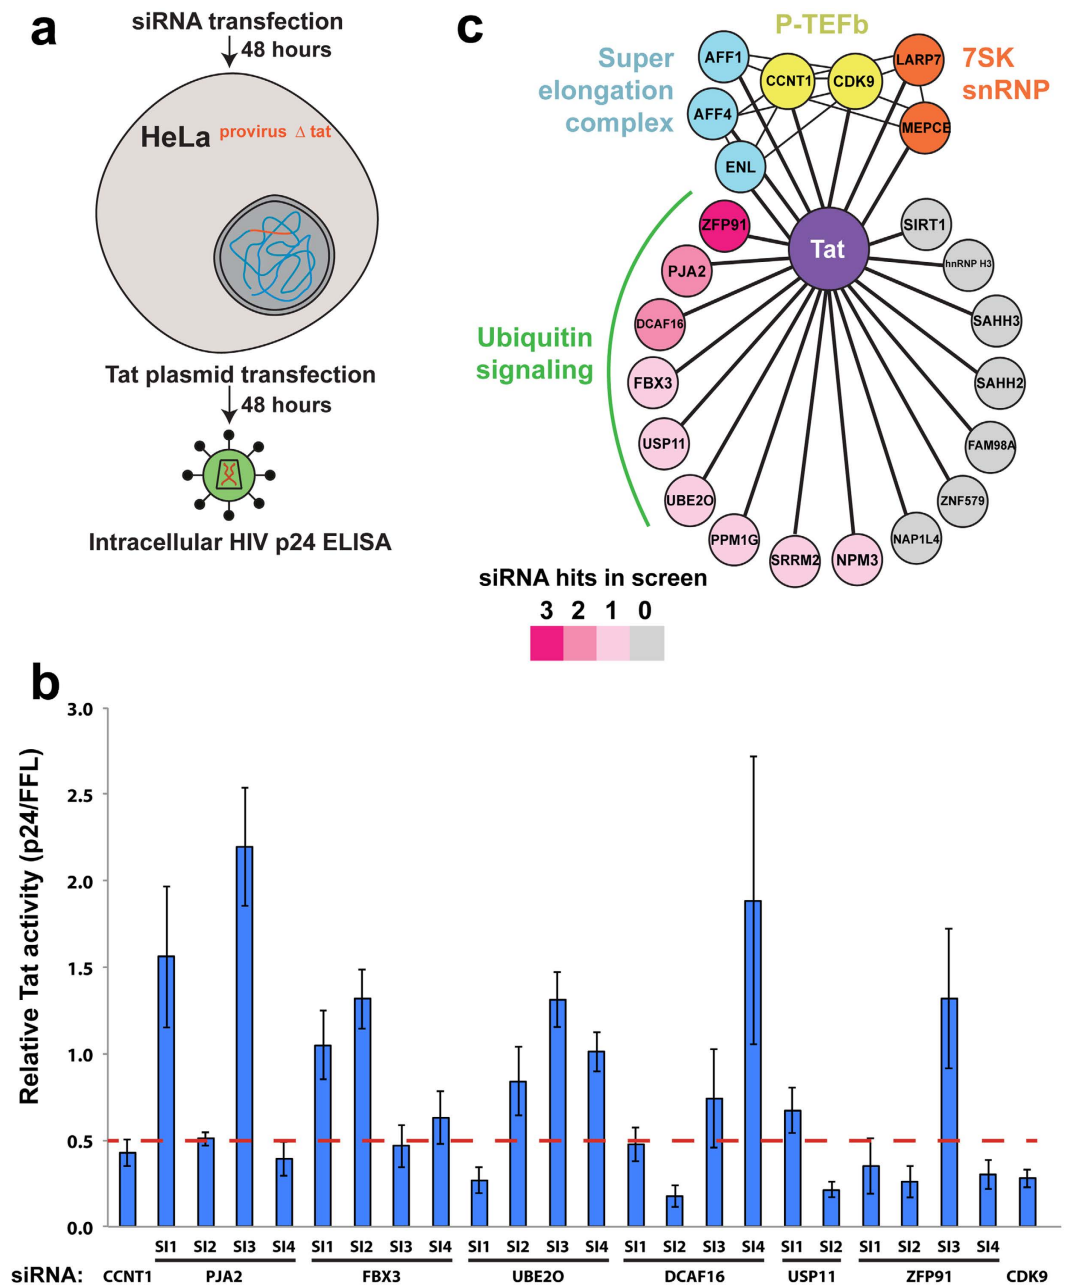 a
siRNA transfection
48 hours
HeLa provirus Δ tat
Tat plasmid transfection
48 hours
Intracellular HIV p24 ELISA
c
P-TEFb
Super
elongation
complex
7SK
snRNP
AFF1
CCNT1
CDK9
LARP7
AFF4
MEPCE
ENL
ZFP91
Tat
SIRT1
PJA2
hnRNP H3
DCAF16
SAHH3
Ubiquitin
signaling
FBX3
SAHH2
USP11
FAM98A
UBE2O
ZNF579
PPM1G
SRRM2
NPM3
NAP1L4
siRNA hits in screen
3 2 1 0
b
Relative Tat activity (p24/FFL)
3.0
2.5
2.0
1.5
1.0
0.5
0.0
SI1 SI2 SI3 SI4 SI1 SI2 SI3 SI4 SI1 SI2 SI3 SI4 SI1 SI2 SI3 SI4 SI1 SI2 SI1 SI2 SI3 SI4
siRNA: CCNT1 PJA2 FBX3 UBE2O DCAF16 USP11 ZFP91 CDK9